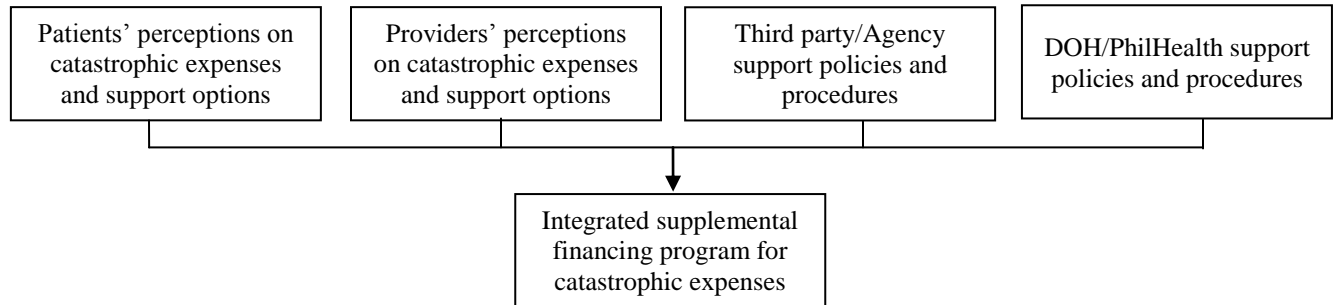 Patients’ perceptions on
catastrophic expenses
and support options
Providers’ perceptions
on catastrophic expenses
and support options
Third party/Agency
support policies and
procedures
DOH/PhilHealth support
policies and procedures
Integrated supplemental
financing program for
catastrophic expenses